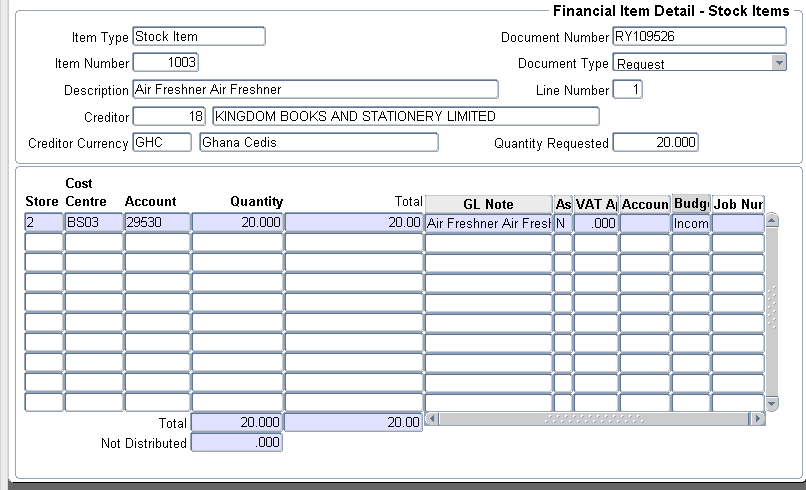 Financial Item Detail - Stock Items
Item Type Stock Item Document Number RY109526
Item Number 1003 Document Type Request
Description Air Freshner Air Freshner Line Number 1
Creditor 18 KINGDOM BOOKS AND STATIONERY LIMITED
Creditor Currency GHC Ghana Cedis Quantity Requested 20.000
Store Cost Centre Account Quantity Total GL Note As VAT A Accoun Budge Job Nur
2 BS03 29530 20.000 20.00 Air Freshner Air Fresh N .000 Incom
Total 20.000 20.00
Not Distributed .000